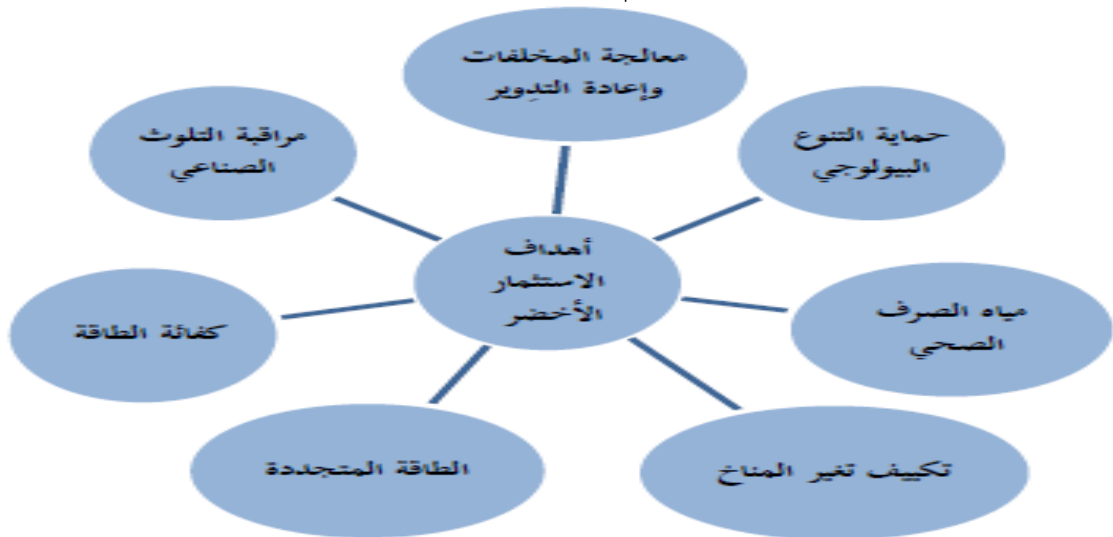 معالجة المخلفات
وإعادة التدوير
حماية التنوع
البيولوجي
مياه الصرف
الصحي
تكييف تغير المناخ
الطاقة المتجددة
كفائة الطاقة
مراقبة التلوث
الصناعي
أهداف
الاستثمار
الأخضر